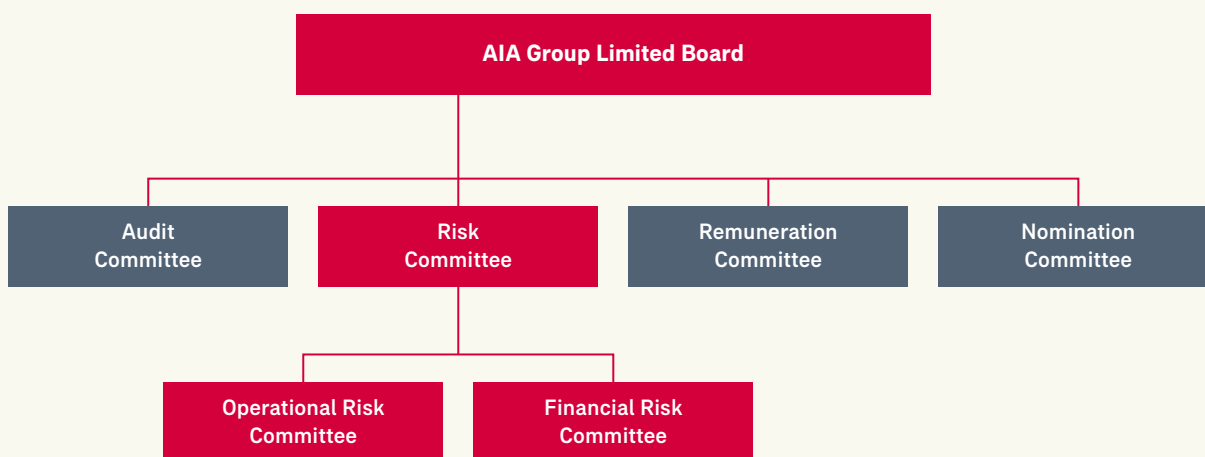 AIA Group Limited Board
Audit
Committee
Risk
Committee
Remuneration
Committee
Nomination
Committee
Operational Risk
Committee
Financial Risk
Committee